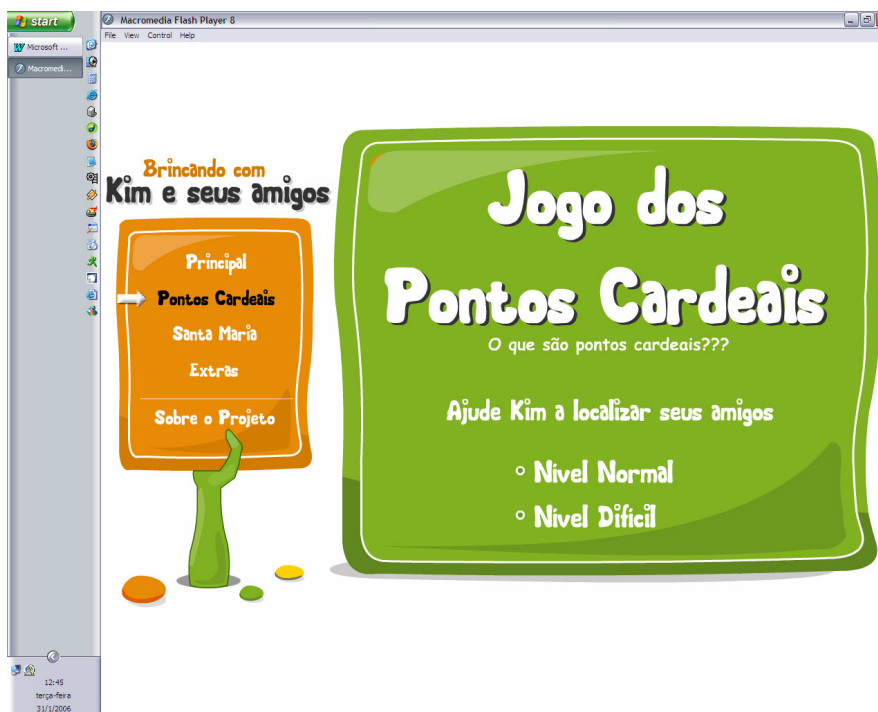 start
Macromedia Flash Player 8
File View Control Help
Microsoft ...
Macromedi...
Brincando com
Kim e seus amigos
Principal
Pontos Cardeais
Santa Maria
Extras
Sobre o Projeto
Jogo dos
Pontos Cardeais
O que são pontos cardeais???
Ajude Kim a localizar seus amigos
Nível Normal
Nível Difícil
12:45
terça-feira
31/1/2006